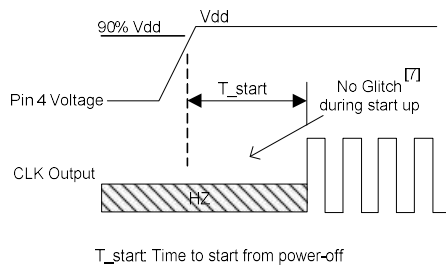 90% Vdd
Vdd
T_start
No Glitch [7]
during start up
Pin 4 Voltage
CLK Output
HZ
T_start: Time to start from power-off